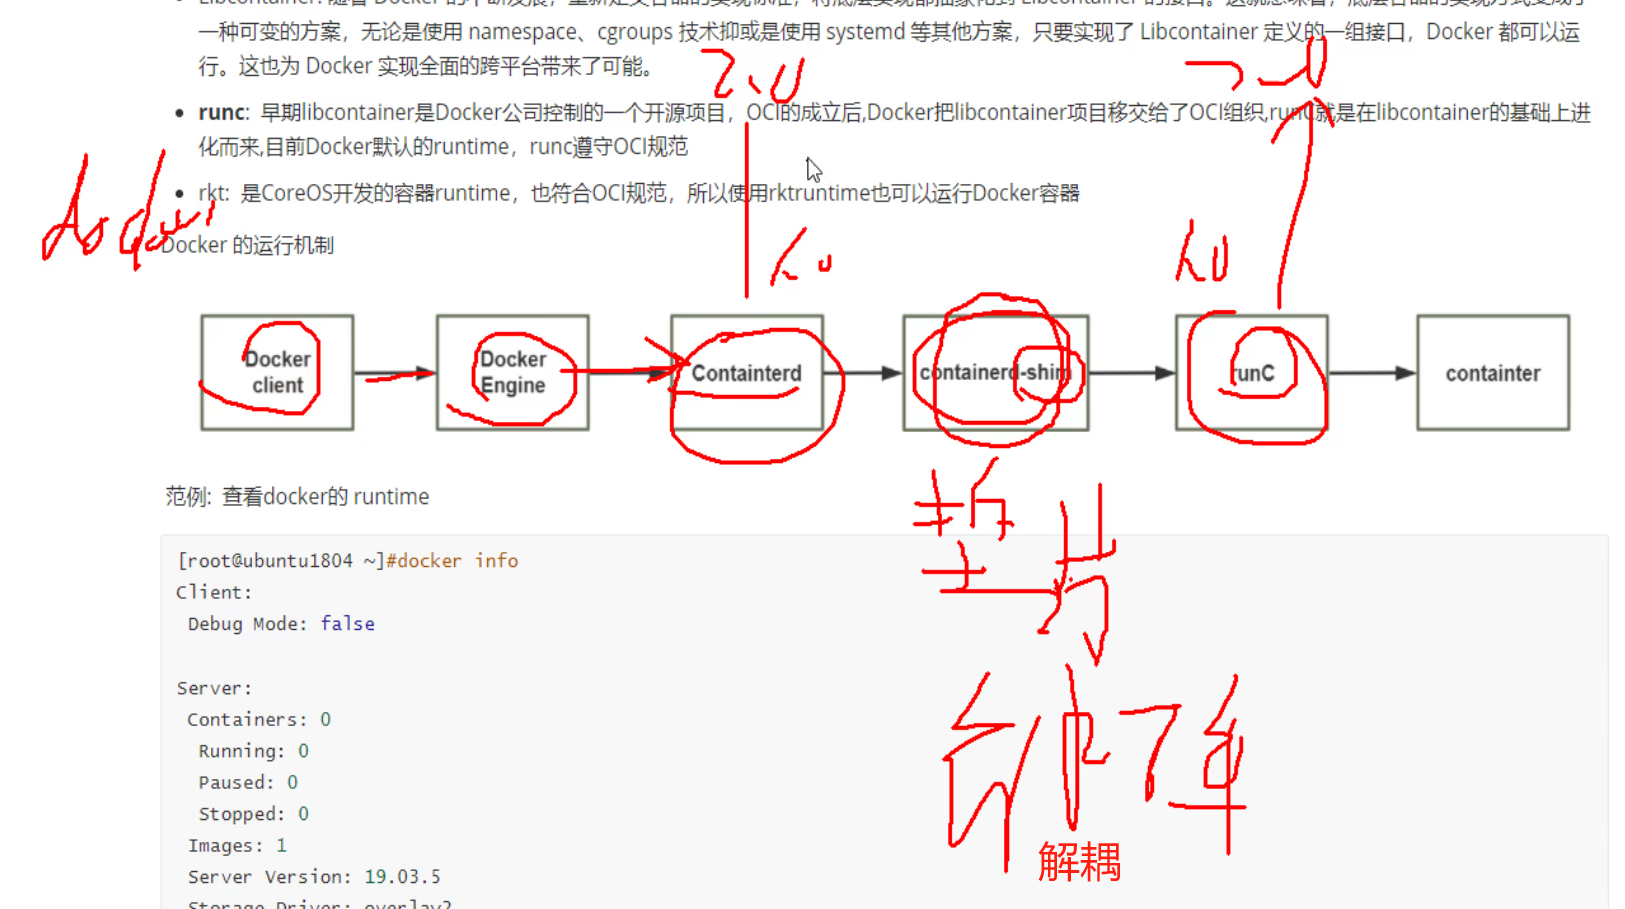 一种可变的方案，无论是使用 namespace、cgroups 技术抑或是使用 systemd 等其他方案，只要实现了 Libcontainer 定义的一组接口，Docker 都可以运
行。这也为 Docker 实现全面的跨平台带来了可能。
2.0
2.0
• runc: 早期libcontainer是Docker公司控制的一个开源项目，OCI的成立后,Docker把libcontainer项目移交给了OCI组织,runC就是在libcontainer的基础上进
化而来,目前Docker默认的runtime，runc遵守OCI规范
• rkt: 是CoreOS开发的容器runtime，也符合OCI规范，所以使用rktruntime也可以运行Docker容器
docker
Docker 的运行机制
1.0
1.0
Docker client
Docker Engine
Containterd
containerd-shim
runC
containter
垫片
范例: 查看docker的 runtime
[root@ubuntu1804 ~]#docker info
Client:
Debug Mode: false
Server:
Containers: 0
Running: 0
Paused: 0
Stopped: 0
Images: 1
Server Version: 19.03.5
Storage Driver: overlay2
解耦